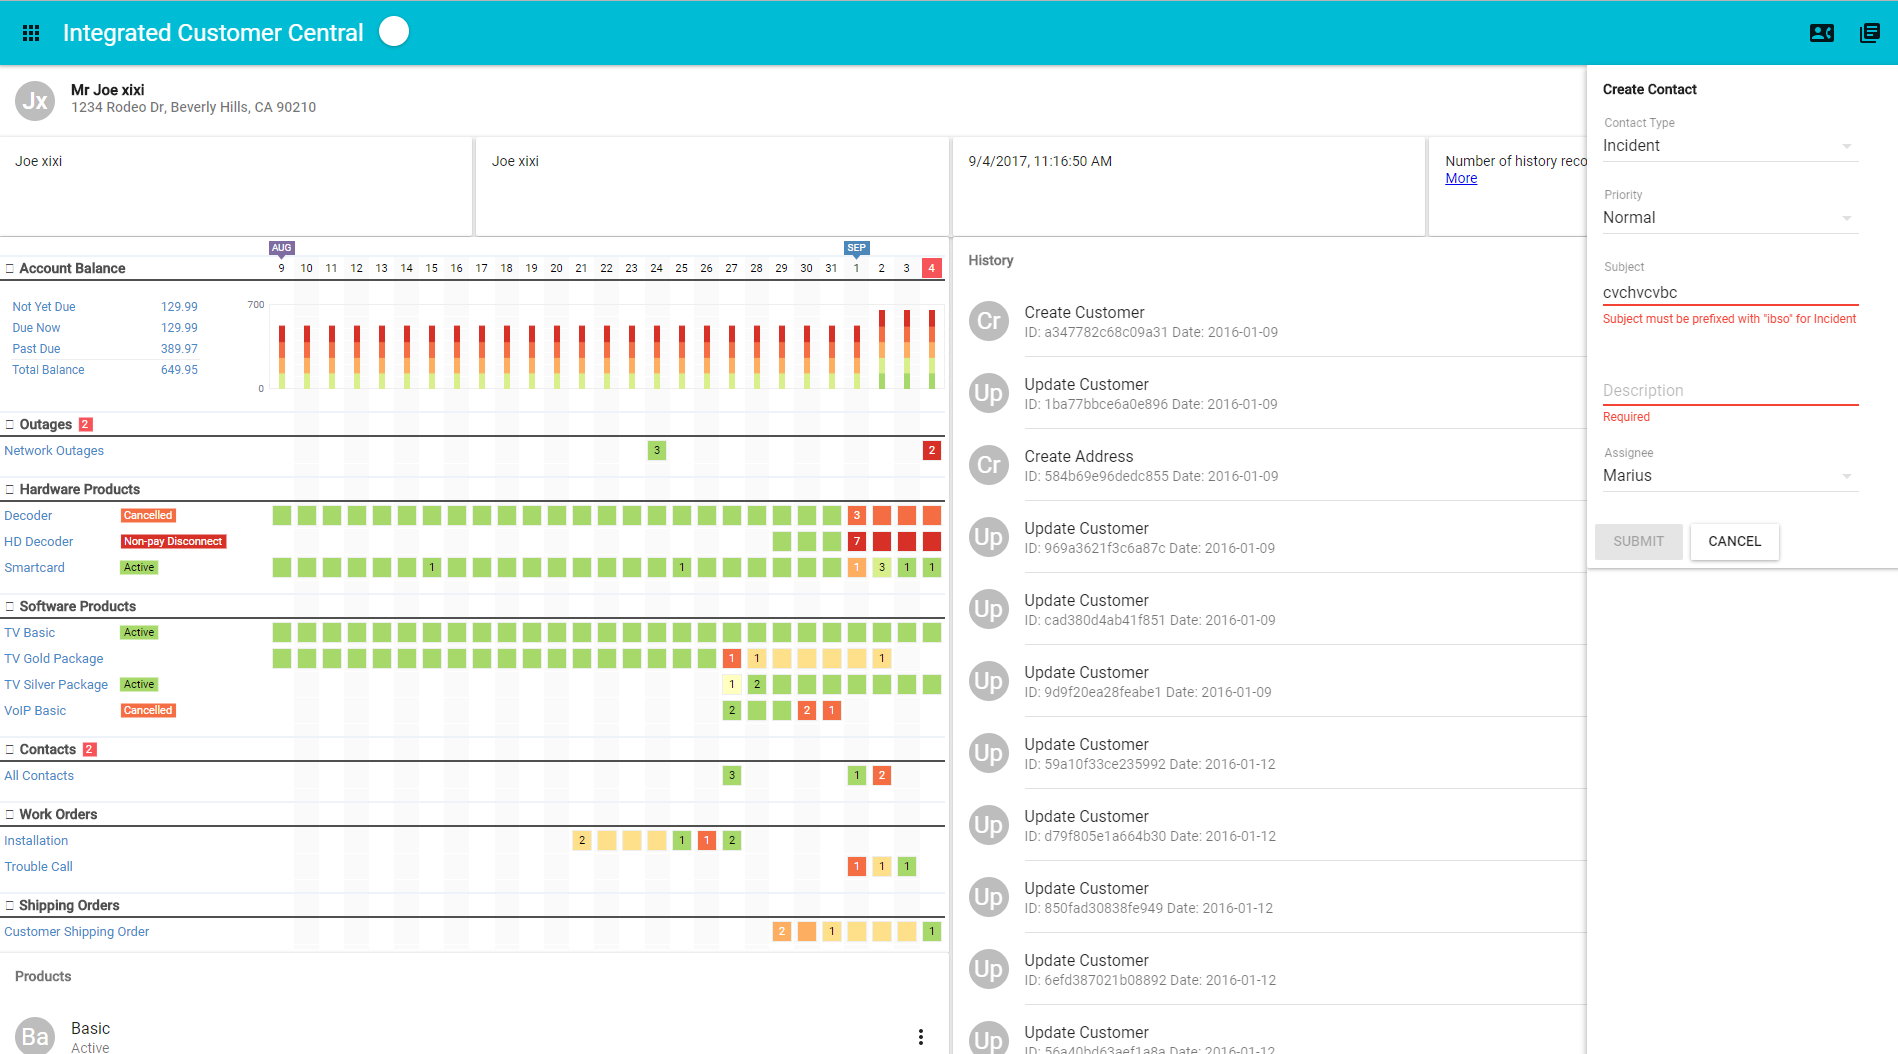 Integrated Customer Central
Jx
Mr Joe xixi
1234 Rodeo Dr, Beverly Hills, CA 90210
Joe xixi
Joe xixi
9/4/2017, 11:16:50 AM
Number of history reco
More
AUG SEP
Account Balance 9 10 11 12 13 14 15 16 17 18 19 20 21 22 23 24 25 26 27 28 29 30 31 1 2 3 4
Not Yet Due 129.99
Due Now 129.99
Past Due 389.97
Total Balance 649.95
700
0
Outages 2
Network Outages 3 2
Hardware Products
Decoder Cancelled 3
HD Decoder Non-pay Disconnect 7
Smartcard Active 1 1 1 3 1 1
Software Products
TV Basic Active
TV Gold Package 1 1 1
TV Silver Package Active 1 2
VoIP Basic Cancelled 2 2 1
Contacts 2
All Contacts 3 1 2
Work Orders
Installation 2 1 1 2
Trouble Call 1 1 1
Shipping Orders
Customer Shipping Order 2 1 1
Products
Ba
Basic
Active
History
Cr
Create Customer
ID: a347782c68c09a31 Date: 2016-01-09
Up
Update Customer
ID: 1ba77bbce6a0e896 Date: 2016-01-09
Cr
Create Address
ID: 584b69e96dedc855 Date: 2016-01-09
Up
Update Customer
ID: 969a3621f3c6a87c Date: 2016-01-09
Up
Update Customer
ID: cad380d4ab41f851 Date: 2016-01-09
Up
Update Customer
ID: 9d9f20ea28feabe1 Date: 2016-01-09
Up
Update Customer
ID: 59a10f33ce235992 Date: 2016-01-12
Up
Update Customer
ID: d79f805e1a664b30 Date: 2016-01-12
Up
Update Customer
ID: 850fad30838fe949 Date: 2016-01-12
Up
Update Customer
ID: 6efd387021b08892 Date: 2016-01-12
Up
Update Customer
ID: 56a40bd63aef1a8a Date: 2016-01-12
Create Contact
Contact Type
Incident
Priority
Normal
Subject
cvchvcvbc
Subject must be prefixed with "ibso" for Incident
Description
Required
Assignee
Marius
SUBMIT CANCEL